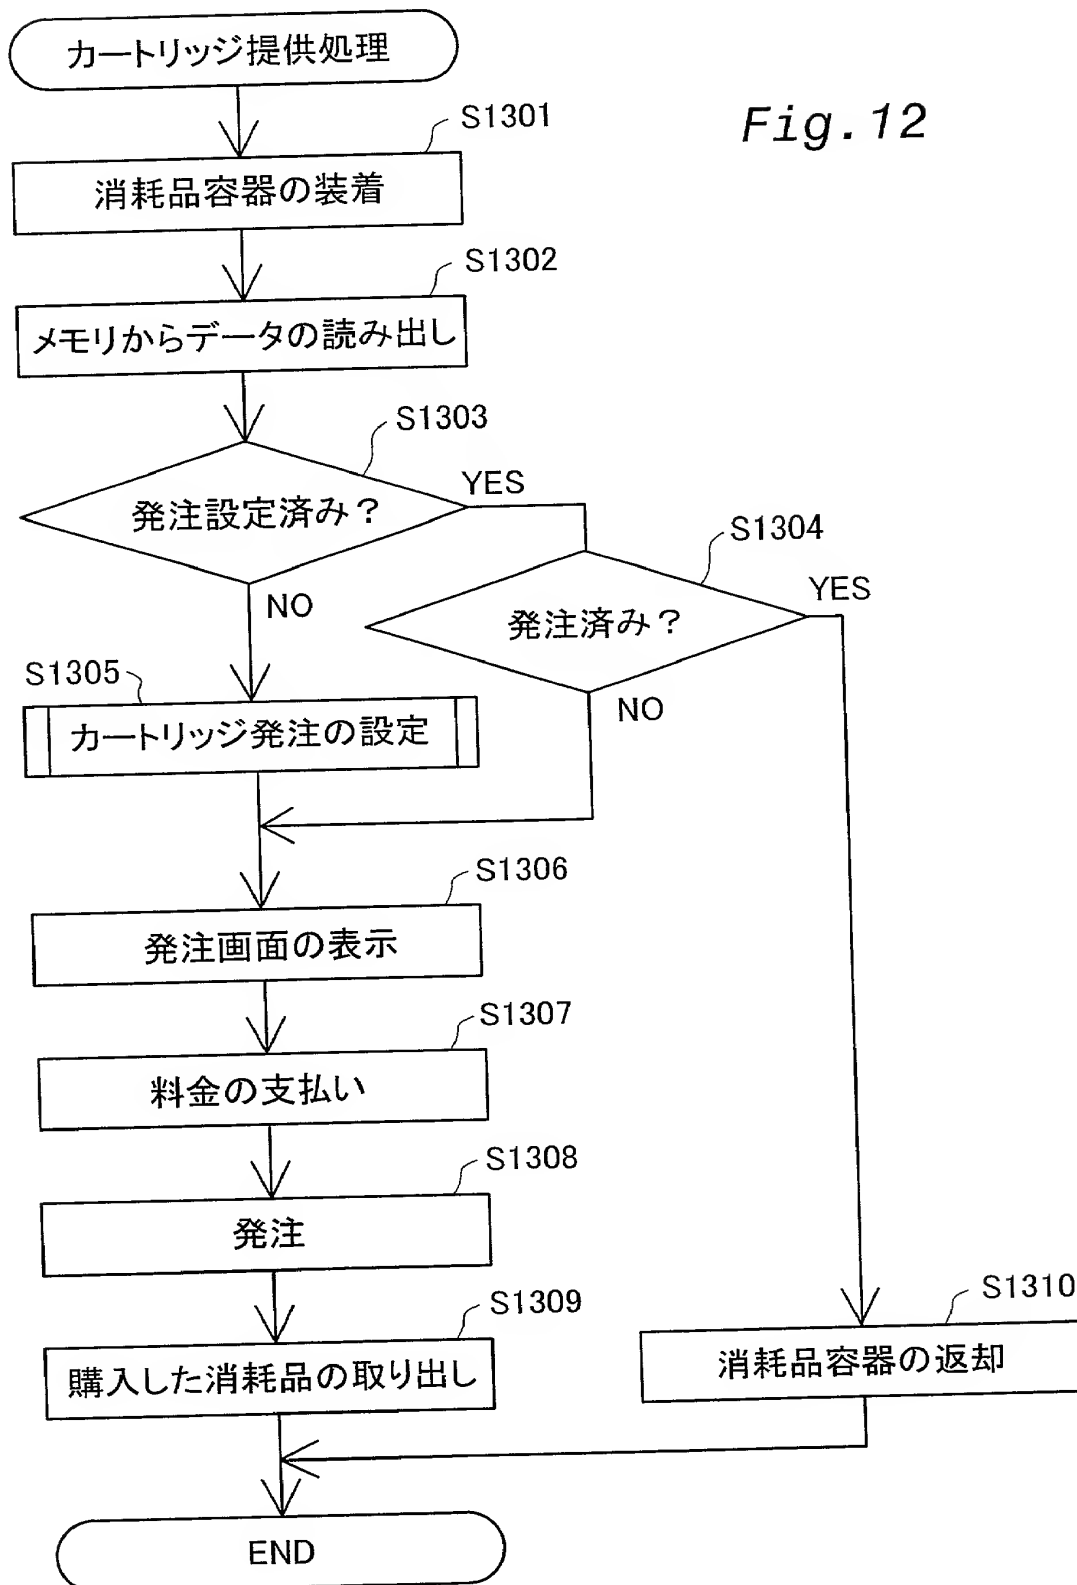 カートリッジ提供処理
Fig.12
S1301
消耗品容器の装着
S1302
メモリからデータの読み出し
S1303
発注設定済み？
YES
NO
S1304
発注済み？
YES
NO
S1305
カートリッジ発注の設定
S1306
発注画面の表示
S1307
料金の支払い
S1308
発注
S1309
購入した消耗品の取り出し
S1310
消耗品容器の返却
END